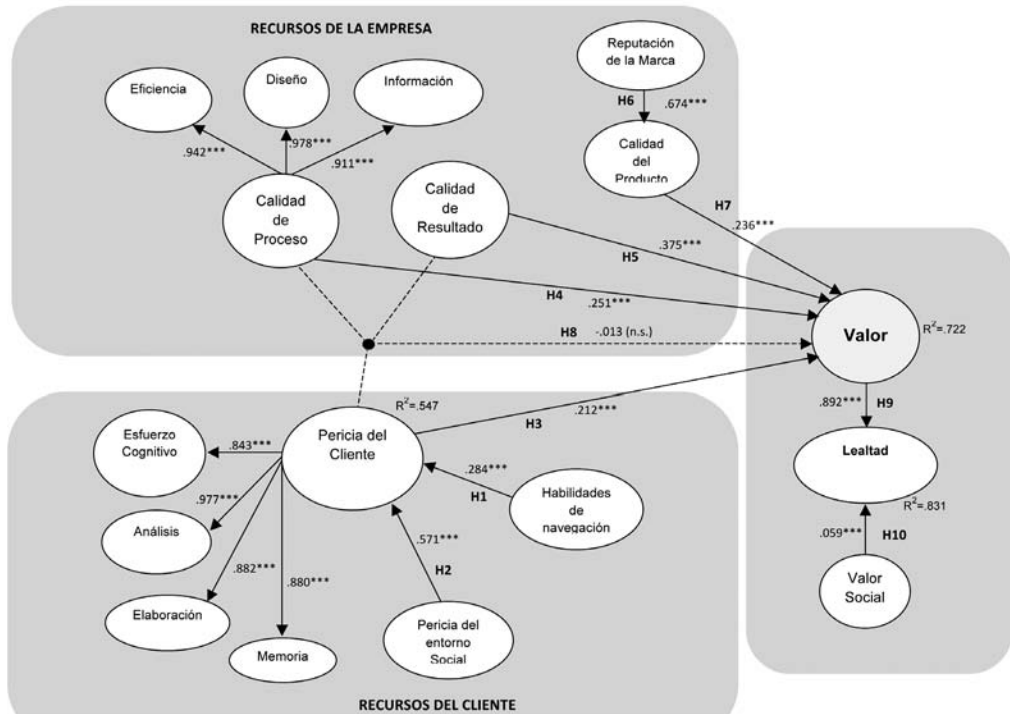 RECURSOS DE LA EMPRESA
Reputación
de la Marca
Eficiencia
Diseño
Información
H6
.674***
.942***
.978***
.911***
Calidad
del
Producto
Calidad
de
Proceso
Calidad
de
Resultado
H7
.236***
.375***
H5
H4
.251***
H8
-.013 (n.s.)
Valor
R²=.722
R²=.547
.212***
H3
.892***
H9
Esfuerzo
Cognitivo
.843***
Pericia del
Cliente
Lealtad
R²=.831
.284***
H1
Habilidades
de
navegación
.977***
Análisis
.571***
H2
.059***
H10
.882***
.880***
Valor
Social
Elaboración
Memoria
Pericia del
entorno
Social
RECURSOS DEL CLIENTE